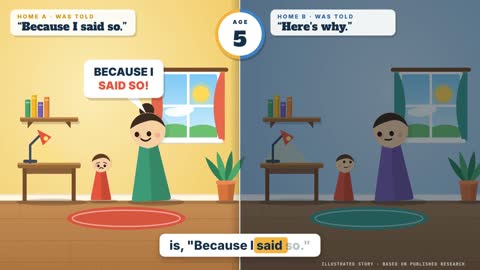 HOME A · WAS TOLD
"Because I said so."
AGE
5
HOME B · WAS TOLD
"Here's why."
BECAUSE I
SAID SO!
is, "Because I said so."
ILLUSTRATED STORY · BASED ON PUBLISHED RESEARCH